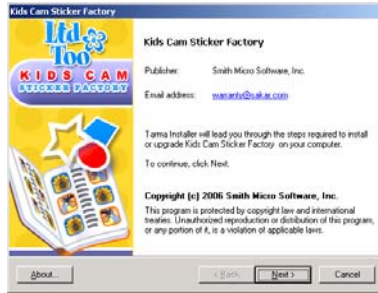 Kids Cam Sticker Factory
Ltd
Too
KIDS CAM
STICKER FACTORY
Kids Cam Sticker Factory
Publisher: Smith Micro Software, Inc.
Email address: warranty@sakar.com
Tarma Installer will lead you through the steps required to install
or upgrade Kids Cam Sticker Factory on your computer.
To continue, click Next.
Copyright (c) 2006 Smith Micro Software, Inc.
This program is protected by copyright law and international
treaties. Unauthorized reproduction or distribution of this program,
or any portion of it, is a violation of applicable laws.
About...
< Back
Next >
Cancel